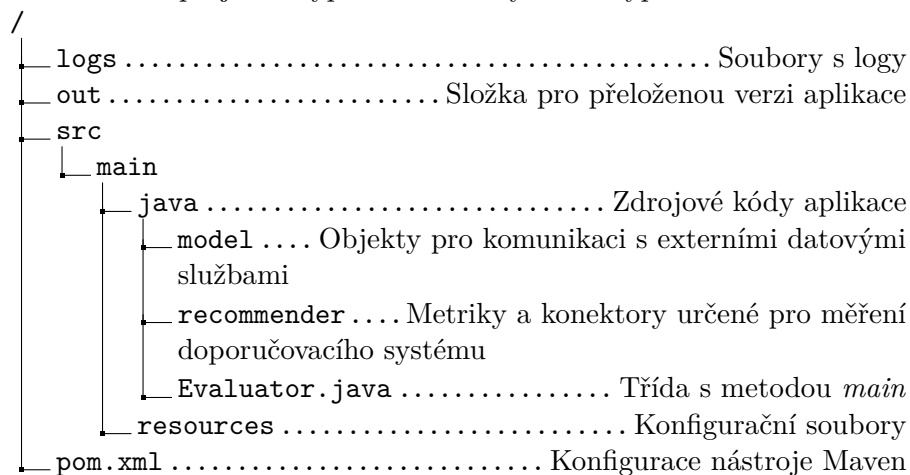 /
logs ............................................ Soubory s logy
out ......................... Složka pro přeloženou verzi aplikace
src
main
java ................................ Zdrojové kódy aplikace
model .... Objekty pro komunikaci s externími datovými
službami
recommender .... Metriky a konektory určené pro měření
doporučovacího systému
Evaluator.java ................ Třída s metodou main
resources .......................... Konfigurační soubory
pom.xml ............................ Konfigurace nástroje Maven